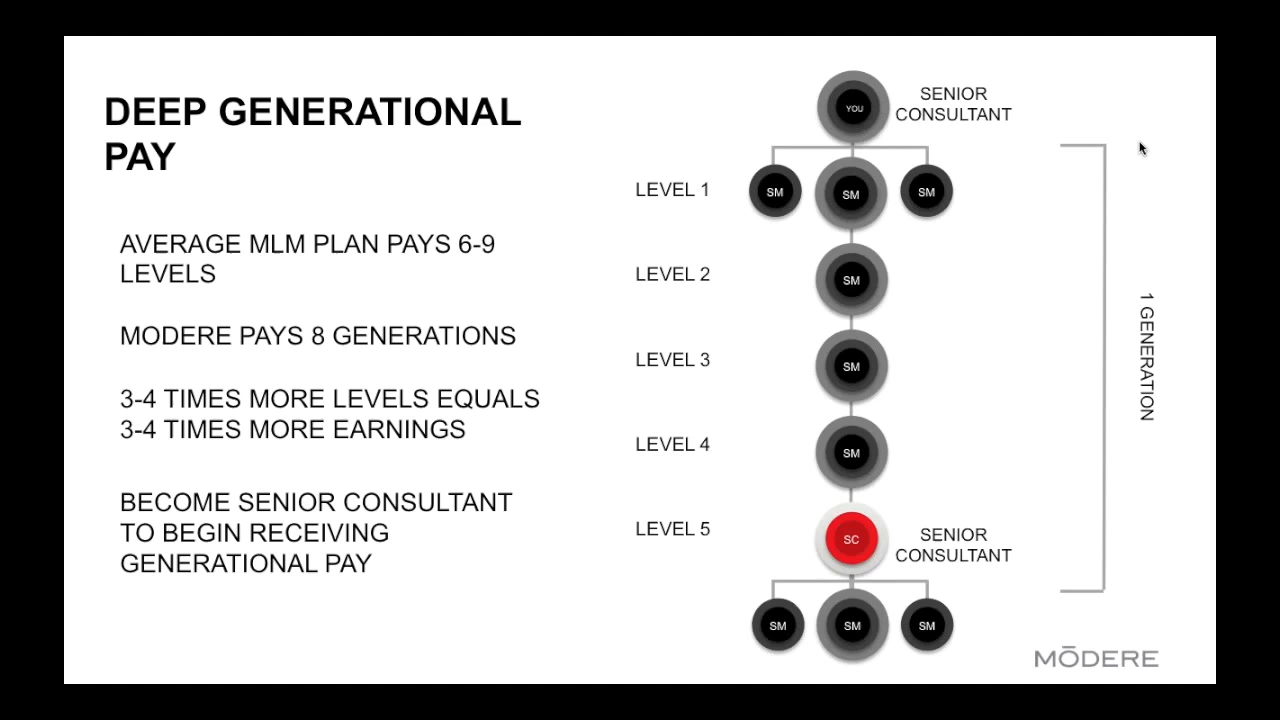 DEEP GENERATIONAL
PAY
AVERAGE MLM PLAN PAYS 6-9
LEVELS
MODERE PAYS 8 GENERATIONS
3-4 TIMES MORE LEVELS EQUALS
3-4 TIMES MORE EARNINGS
BECOME SENIOR CONSULTANT
TO BEGIN RECEIVING
GENERATIONAL PAY
YOU
SENIOR
CONSULTANT
LEVEL 1
SM
SM
SM
LEVEL 2
SM
LEVEL 3
SM
LEVEL 4
SM
LEVEL 5
SC
SENIOR
CONSULTANT
SM
SM
SM
1 GENERATION
MŌDERE